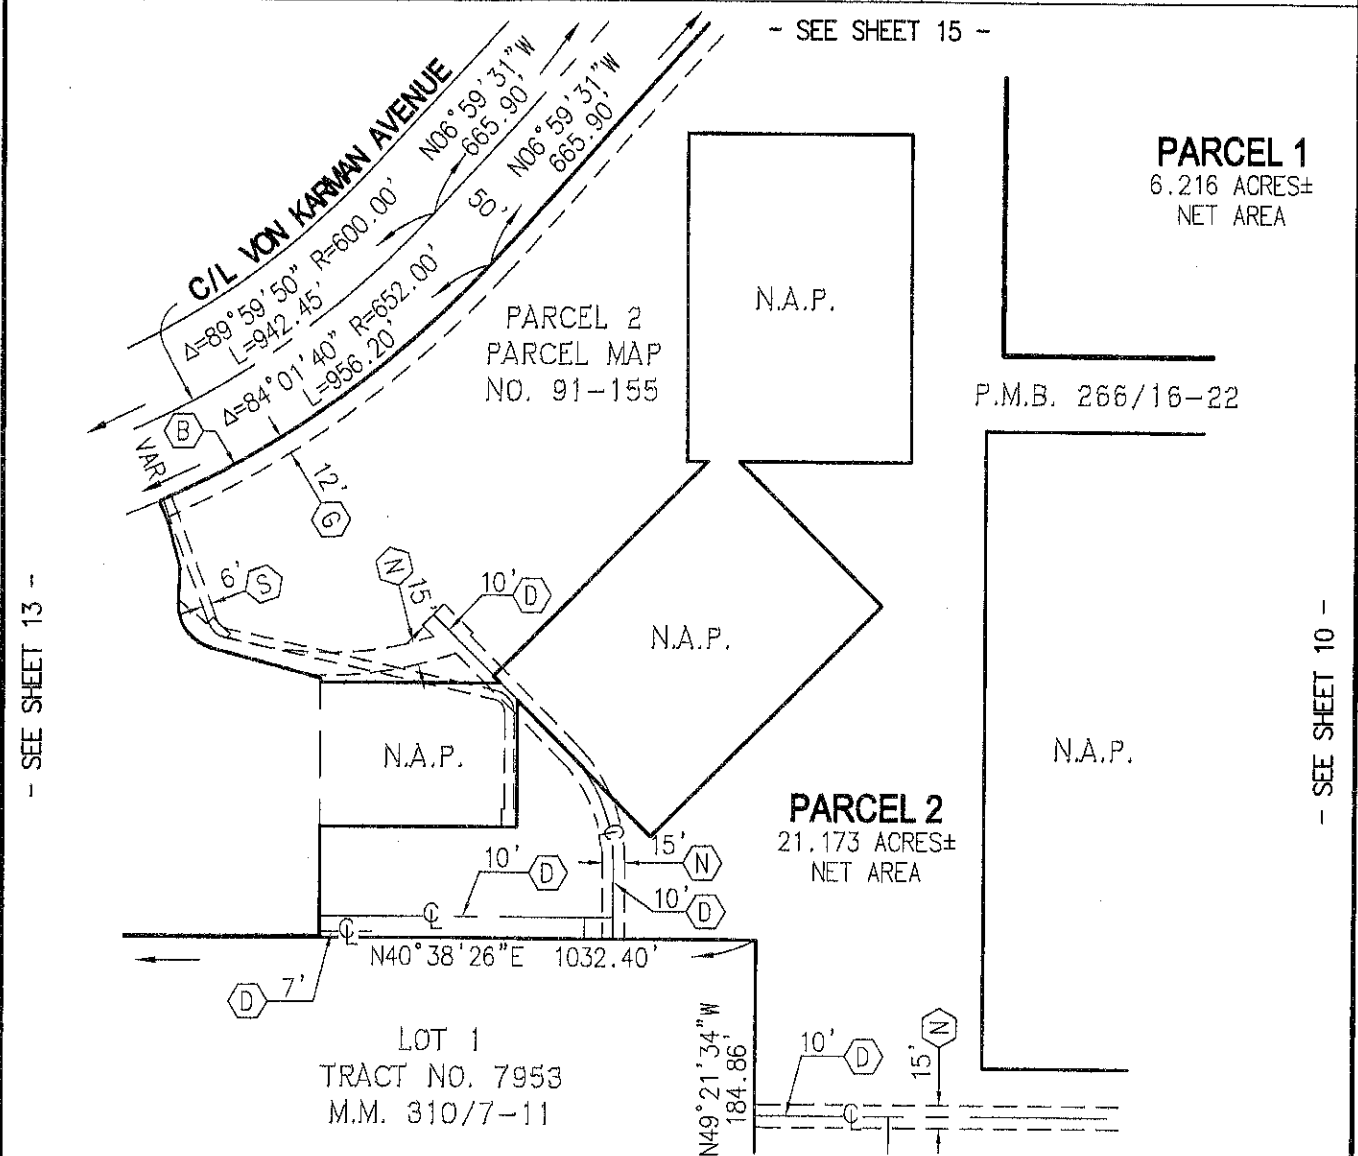 - SEE SHEET 15 -
C/L VON KARMAN AVENUE
N06°59'31"W
665.90'
N06°59'31"W
665.90'
50'
Δ=89°59'50" R=600.00'
L=942.45'
Δ=84°01'40" R=652.00'
L=956.20'
VAR
B
12'
G
PARCEL 1
6.216 ACRES±
NET AREA
N.A.P.
PARCEL 2
PARCEL MAP
NO. 91-155
P.M.B. 266/16-22
- SEE SHEET 13 -
6'
S
N
15'
10'
D
N.A.P.
- SEE SHEET 10 -
N.A.P.
N.A.P.
PARCEL 2
21.173 ACRES±
NET AREA
15'
N
10'
D
10'
D
CL
CL
N40°38'26"E 1032.40'
D
7'
LOT 1
TRACT NO. 7953
M.M. 310/7-11
N49°21'34"W
184.86'
10'
D
15'
N
CL